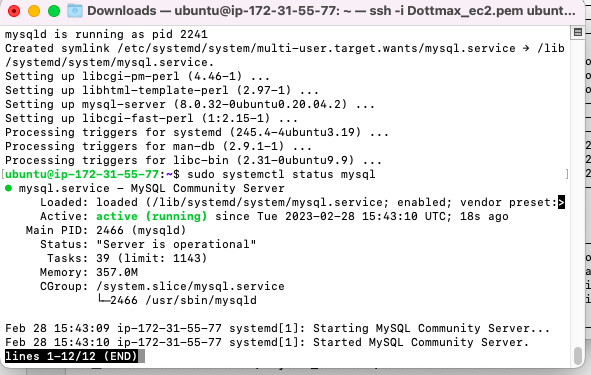 Downloads — ubuntu@ip-172-31-55-77: ~ — ssh -i Dottmax_ec2.pem ubunt...
mysqld is running as pid 2241
Created symlink /etc/systemd/system/multi-user.target.wants/mysql.service → /lib
/systemd/system/mysql.service.
Setting up libcgi-pm-perl (4.46-1) ...
Setting up libhtml-template-perl (2.97-1) ...
Setting up mysql-server (8.0.32-0ubuntu0.20.04.2) ...
Setting up libcgi-fast-perl (1:2.15-1) ...
Processing triggers for systemd (245.4-4ubuntu3.19) ...
Processing triggers for man-db (2.9.1-1) ...
Processing triggers for libc-bin (2.31-0ubuntu9.9) ...
[ubuntu@ip-172-31-55-77:~$ sudo systemctl status mysql ]
● mysql.service – MySQL Community Server
Loaded: loaded (/lib/systemd/system/mysql.service; enabled; vendor preset:>
Active: active (running) since Tue 2023-02-28 15:43:10 UTC; 18s ago
Main PID: 2466 (mysqld)
Status: "Server is operational"
Tasks: 39 (limit: 1143)
Memory: 357.0M
CGroup: /system.slice/mysql.service
└─2466 /usr/sbin/mysqld
Feb 28 15:43:09 ip-172-31-55-77 systemd[1]: Starting MySQL Community Server...
Feb 28 15:43:10 ip-172-31-55-77 systemd[1]: Started MySQL Community Server.
lines 1-12/12 (END)